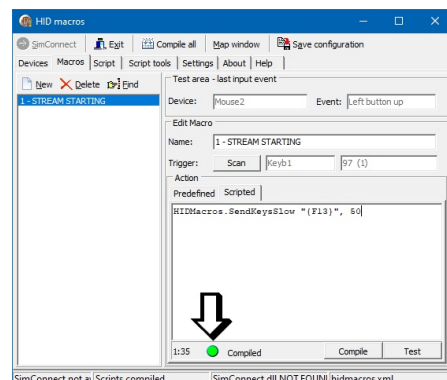 HID macros
SimConnect Exit Compile all Map window Save configuration
Devices Macros Script Script tools Settings About Help
New Delete Find
1 - STREAM STARTING
Test area - last input event
Device: Mouse2 Event: Left button up
Edit Macro
Name: 1 - STREAM STARTING
Trigger: Scan Keyb1 97 (1)
Action
Predefined Scripted
HIDMacros.SendKeysSlow "{F13}", 50
1:35 Compiled Compile Test
SimConnect not Scripts compiled SimConnect.dll NOT FOUN hidmacros.xml